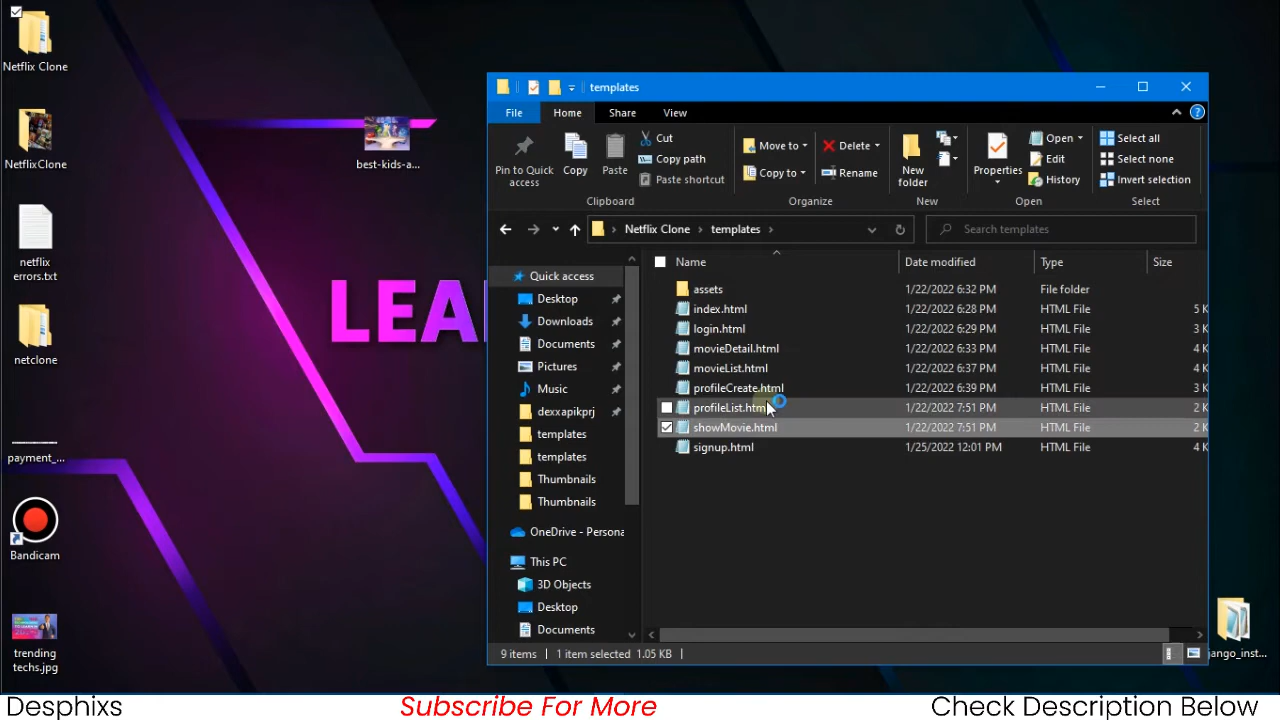 Netflix Clone
NetflixClone
netflix
errors.txt
netclone
payment_...
Bandicam
trending
techs.jpg
best-kids-a...
LEA
templates
File
Home
Share
View
Pin to Quick
access
Copy
Paste
Cut
Copy path
Paste shortcut
Clipboard
Move to
Copy to
Delete
Rename
Organize
New
folder
New
Properties
Open
Edit
History
Open
Select all
Select none
Invert selection
Select
Netflix Clone > templates >
Search templates
Quick access
Desktop
Downloads
Documents
Pictures
Music
dexxapikprj
templates
templates
Thumbnails
Thumbnails
OneDrive - Persona
This PC
3D Objects
Desktop
Documents
Name Date modified Type Size
assets 1/22/2022 6:32 PM File folder
index.html 1/22/2022 6:28 PM HTML File 5 K
login.html 1/22/2022 6:29 PM HTML File 3 K
movieDetail.html 1/22/2022 6:33 PM HTML File 4 K
movieList.html 1/22/2022 6:37 PM HTML File 4 K
profileCreate.html 1/22/2022 6:39 PM HTML File 3 K
profileList.html 1/22/2022 7:51 PM HTML File 2 K
showMovie.html 1/22/2022 7:51 PM HTML File 2 K
signup.html 1/25/2022 12:01 PM HTML File 4 K
9 items
1 item selected 1.05 KB
jango_inst...
Desphixs
Subscribe For More
Check Description Below